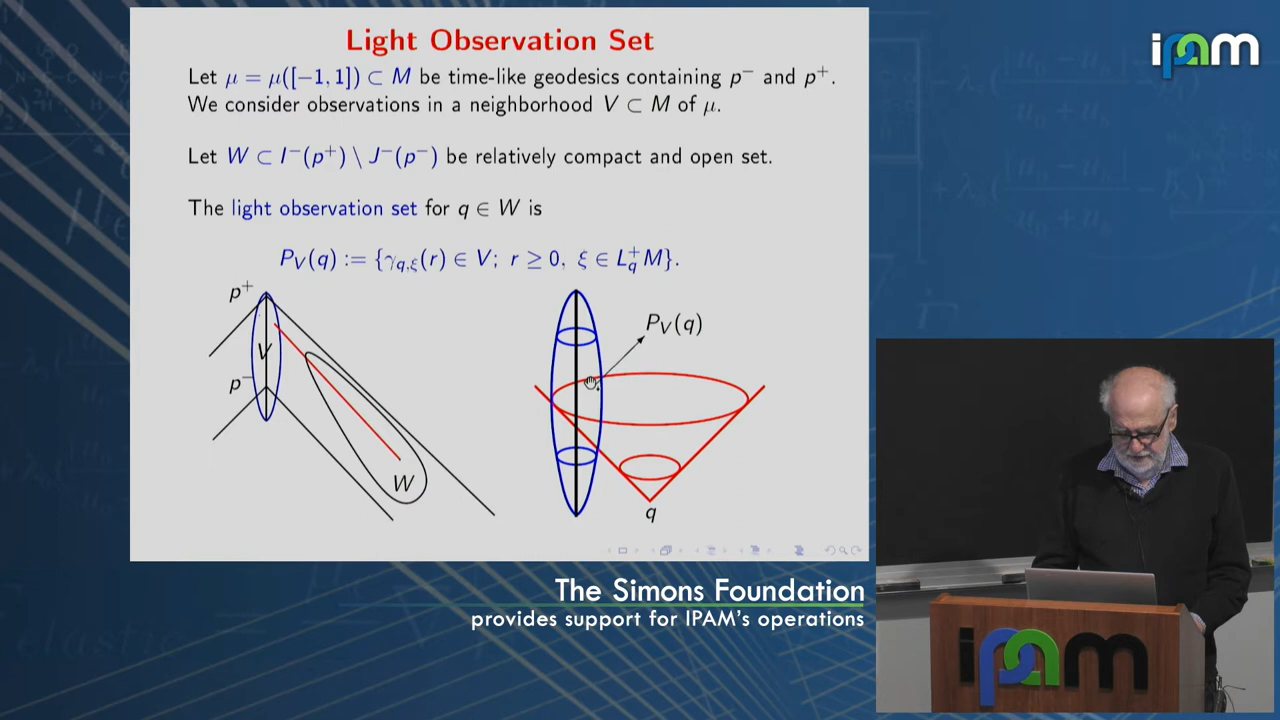 Light Observation Set
Let μ = μ([−1, 1]) ⊂ M be time-like geodesics containing p⁻ and p⁺.
We consider observations in a neighborhood V ⊂ M of μ.
Let W ⊂ I⁻(p⁺) \ J⁻(p⁻) be relatively compact and open set.
The light observation set for q ∈ W is
P_V(q) := {γ_{q,ξ}(r) ∈ V; r ≥ 0, ξ ∈ L_q^+ M}.
p⁺
V
p⁻
W
P_V(q)
q
ipam
The Simons Foundation
provides support for IPAM's operations
ipam